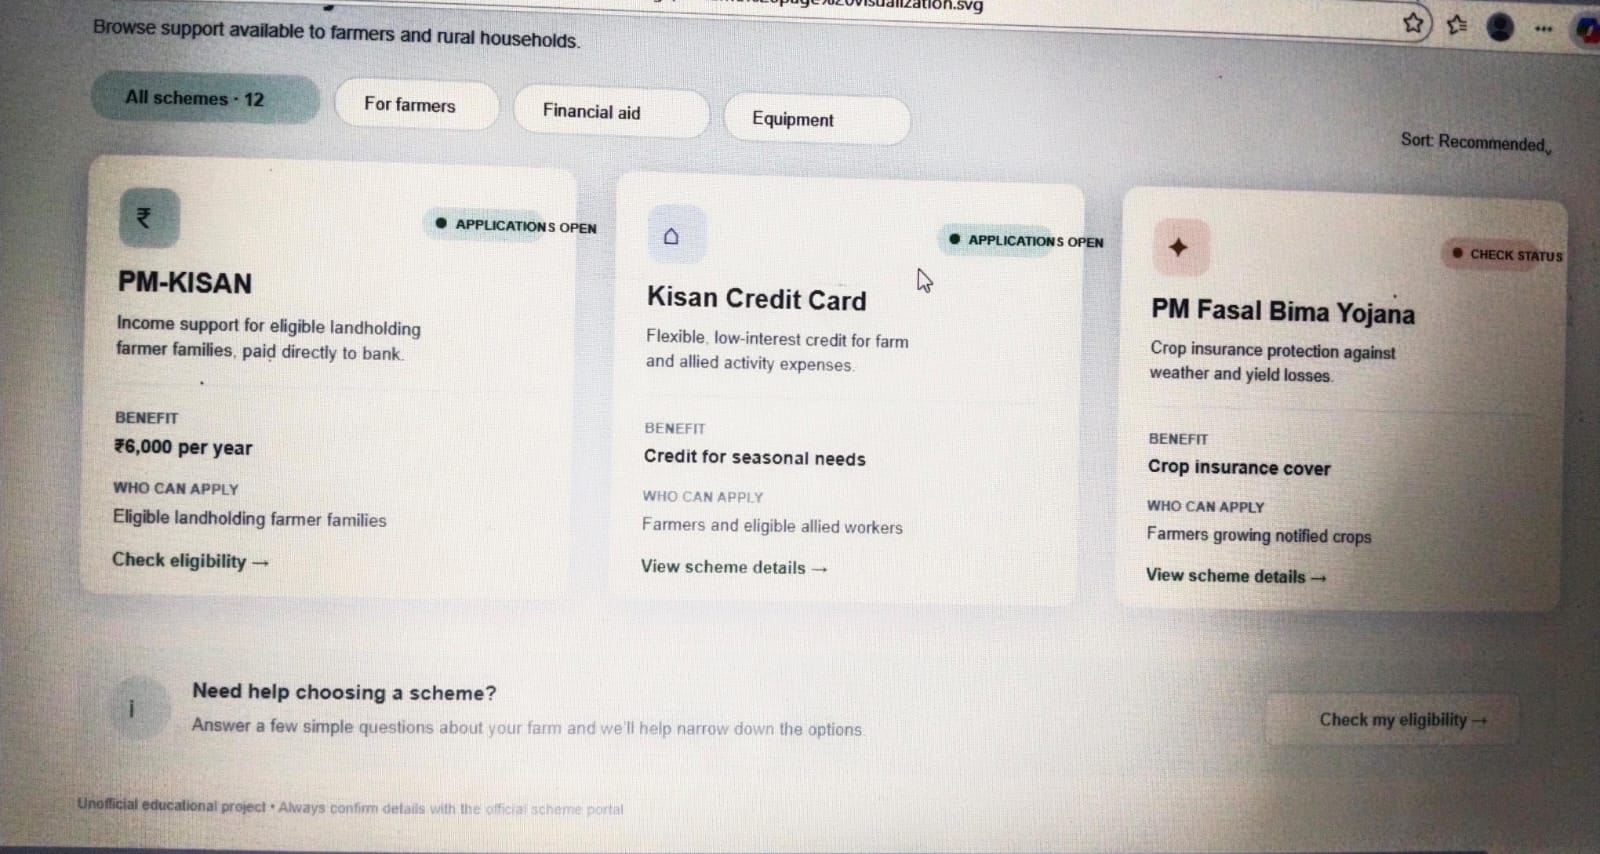 visualization.svg
Browse support available to farmers and rural households.
All schemes · 12
For farmers
Financial aid
Equipment
Sort: Recommended
₹
APPLICATIONS OPEN
PM-KISAN
Income support for eligible landholding
farmer families, paid directly to bank.
BENEFIT
₹6,000 per year
WHO CAN APPLY
Eligible landholding farmer families
Check eligibility →
APPLICATIONS OPEN
Kisan Credit Card
Flexible, low-interest credit for farm
and allied activity expenses.
BENEFIT
Credit for seasonal needs
WHO CAN APPLY
Farmers and eligible allied workers
View scheme details →
CHECK STATUS
PM Fasal Bima Yojana
Crop insurance protection against
weather and yield losses.
BENEFIT
Crop insurance cover
WHO CAN APPLY
Farmers growing notified crops
View scheme details →
i
Need help choosing a scheme?
Answer a few simple questions about your farm and we'll help narrow down the options.
Check my eligibility →
Unofficial educational project • Always confirm details with the official scheme portal